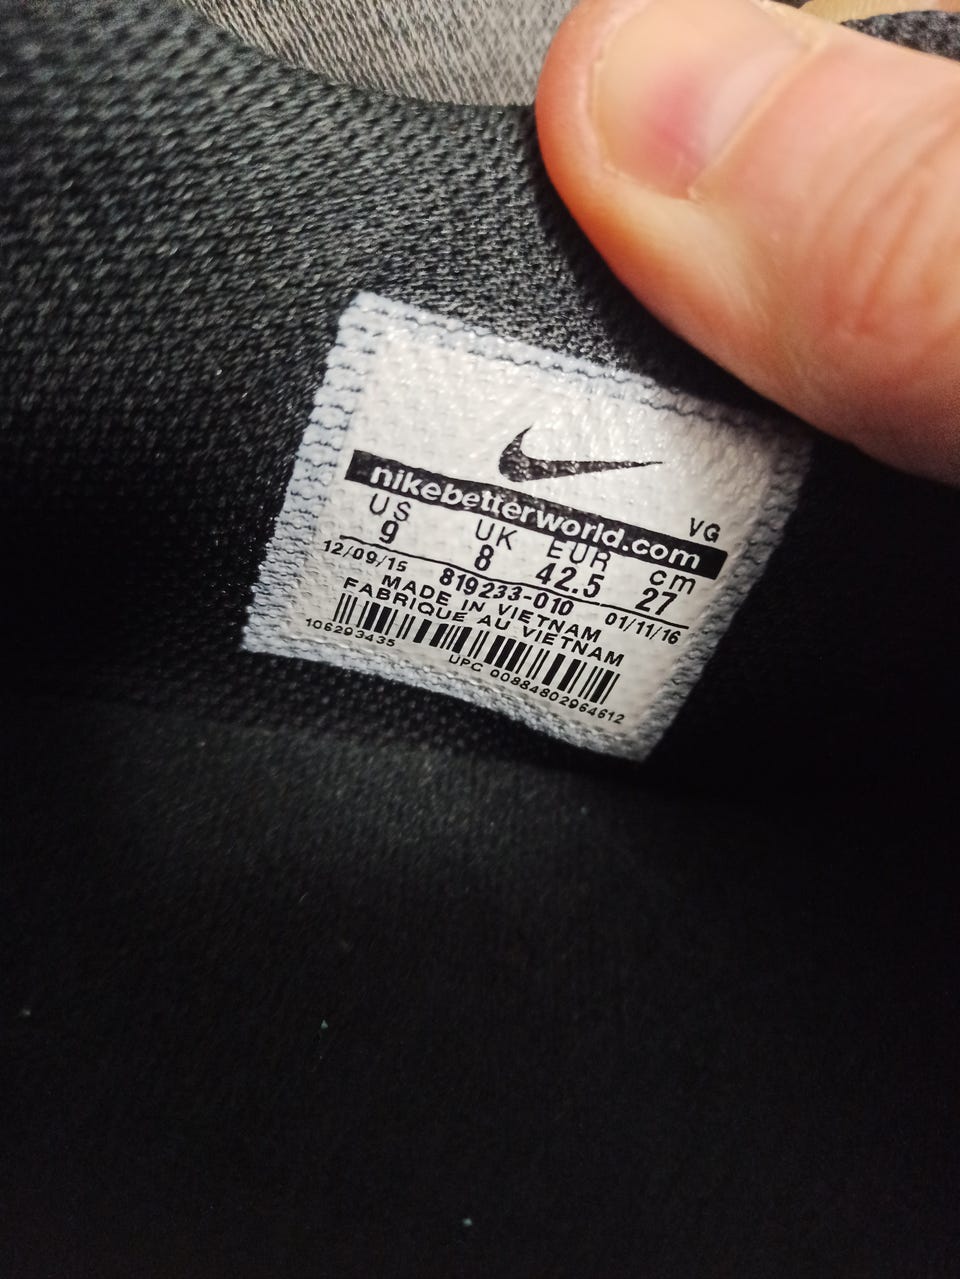 VG
nikebetterworld.com
US UK EUR cm
9 8 42.5 27
12/09/15 819233-010 01/11/16
MADE IN VIETNAM
FABRIQUE AU VIETNAM
106293435
UPC 00884802964612